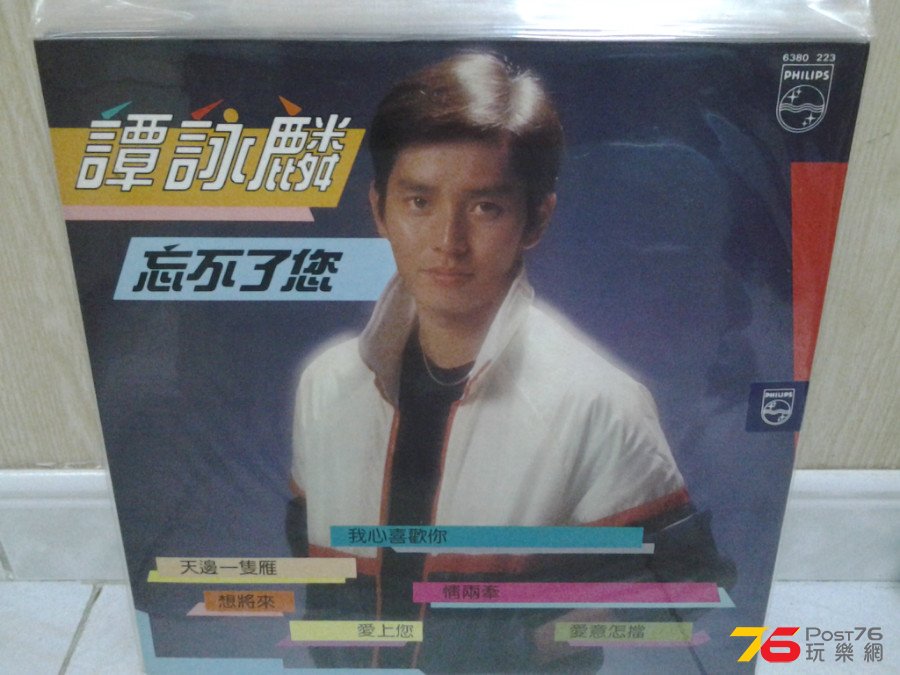 6380 223
PHILIPS
譚詠麟
忘不了您
PHILIPS
我心喜歡你
天邊一隻雁
情兩牽
想將來
愛上您
愛意怎擋
76 Post76
玩樂網